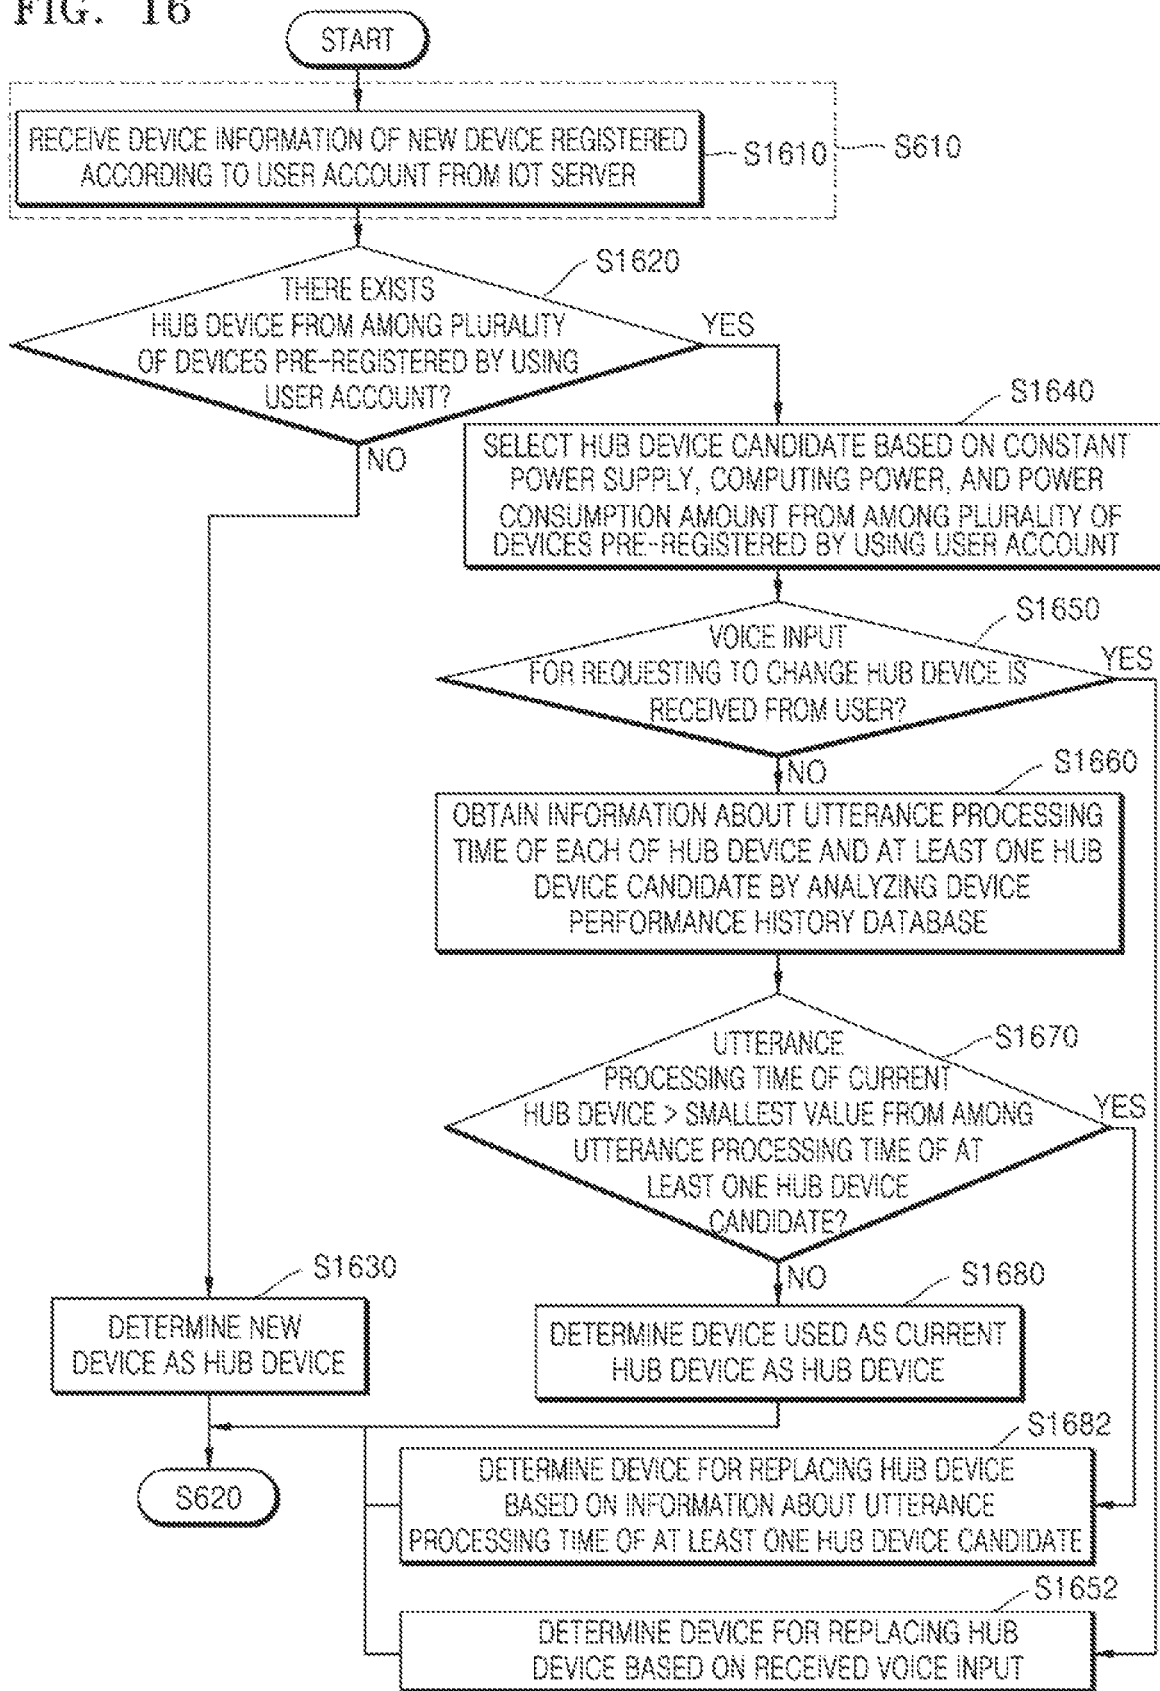 FIG. 16
START
RECEIVE DEVICE INFORMATION OF NEW DEVICE REGISTERED
ACCORDING TO USER ACCOUNT FROM IOT SERVER
S1610
S610
S1620
THERE EXISTS
HUB DEVICE FROM AMONG PLURALITY
OF DEVICES PRE-REGISTERED BY USING
USER ACCOUNT?
YES
NO
S1640
SELECT HUB DEVICE CANDIDATE BASED ON CONSTANT
POWER SUPPLY, COMPUTING POWER, AND POWER
CONSUMPTION AMOUNT FROM AMONG PLURALITY OF
DEVICES PRE-REGISTERED BY USING USER ACCOUNT
S1650
VOICE INPUT
FOR REQUESTING TO CHANGE HUB DEVICE IS
RECEIVED FROM USER?
YES
NO
S1660
OBTAIN INFORMATION ABOUT UTTERANCE PROCESSING
TIME OF EACH OF HUB DEVICE AND AT LEAST ONE HUB
DEVICE CANDIDATE BY ANALYZING DEVICE
PERFORMANCE HISTORY DATABASE
S1670
UTTERANCE
PROCESSING TIME OF CURRENT
HUB DEVICE > SMALLEST VALUE FROM AMONG
UTTERANCE PROCESSING TIME OF AT
LEAST ONE HUB DEVICE
CANDIDATE?
YES
NO
S1630
DETERMINE NEW
DEVICE AS HUB DEVICE
S1680
DETERMINE DEVICE USED AS CURRENT
HUB DEVICE AS HUB DEVICE
S620
S1682
DETERMINE DEVICE FOR REPLACING HUB DEVICE
BASED ON INFORMATION ABOUT UTTERANCE
PROCESSING TIME OF AT LEAST ONE HUB DEVICE CANDIDATE
S1652
DETERMINE DEVICE FOR REPLACING HUB
DEVICE BASED ON RECEIVED VOICE INPUT